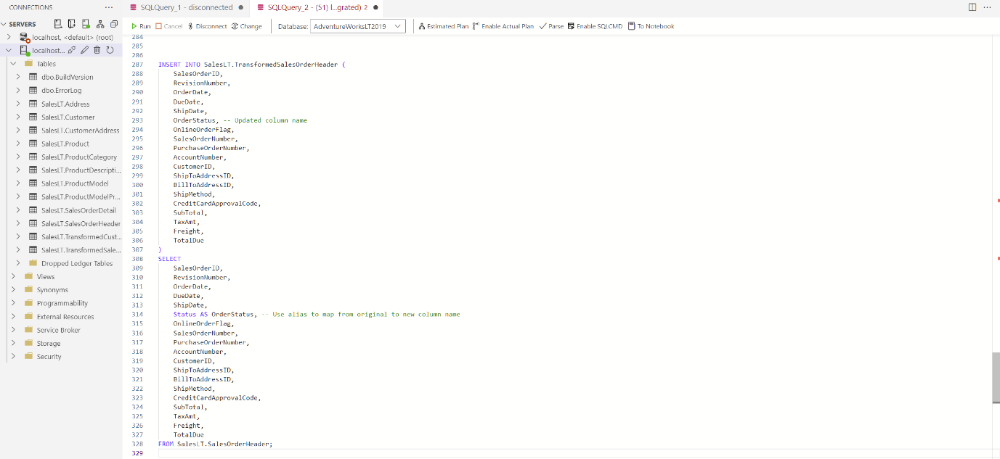 CONNECTIONS ···
SERVERS
localhost, <default> (root)
localhost...
Tables
dbo.BuildVersion
dbo.ErrorLog
SalesLT.Address
SalesLT.Customer
SalesLT.CustomerAddress
SalesLT.Product
SalesLT.ProductCategory
SalesLT.ProductDescripti...
SalesLT.ProductModel
SalesLT.ProductModelPr...
SalesLT.SalesOrderDetail
SalesLT.SalesOrderHeader
SalesLT.TransformedCust...
SalesLT.TransformedSale...
Dropped Ledger Tables
Views
Synonyms
Programmability
External Resources
Service Broker
Storage
Security
SQLQuery_1 - disconnected ●
SQLQuery_2 - (51) l...grated) 2 ●
Run Cancel Disconnect Change Database: AdventureWorksLT2019 Estimated Plan Enable Actual Plan Parse Enable SQLCMD To Notebook
284
285
286
287 INSERT INTO SalesLT.TransformedSalesOrderHeader (
288 SalesOrderID,
289 RevisionNumber,
290 OrderDate,
291 DueDate,
292 ShipDate,
293 OrderStatus, -- Updated column name
294 OnlineOrderFlag,
295 SalesOrderNumber,
296 PurchaseOrderNumber,
297 AccountNumber,
298 CustomerID,
299 ShipToAddressID,
300 BillToAddressID,
301 ShipMethod,
302 CreditCardApprovalCode,
303 SubTotal,
304 TaxAmt,
305 Freight,
306 TotalDue
307 )
308 SELECT
309 SalesOrderID,
310 RevisionNumber,
311 OrderDate,
312 DueDate,
313 ShipDate,
314 Status AS OrderStatus, -- Use alias to map from original to new column name
315 OnlineOrderFlag,
316 SalesOrderNumber,
317 PurchaseOrderNumber,
318 AccountNumber,
319 CustomerID,
320 ShipToAddressID,
321 BillToAddressID,
322 ShipMethod,
323 CreditCardApprovalCode,
324 SubTotal,
325 TaxAmt,
326 Freight,
327 TotalDue
328 FROM SalesLT.SalesOrderHeader;
329